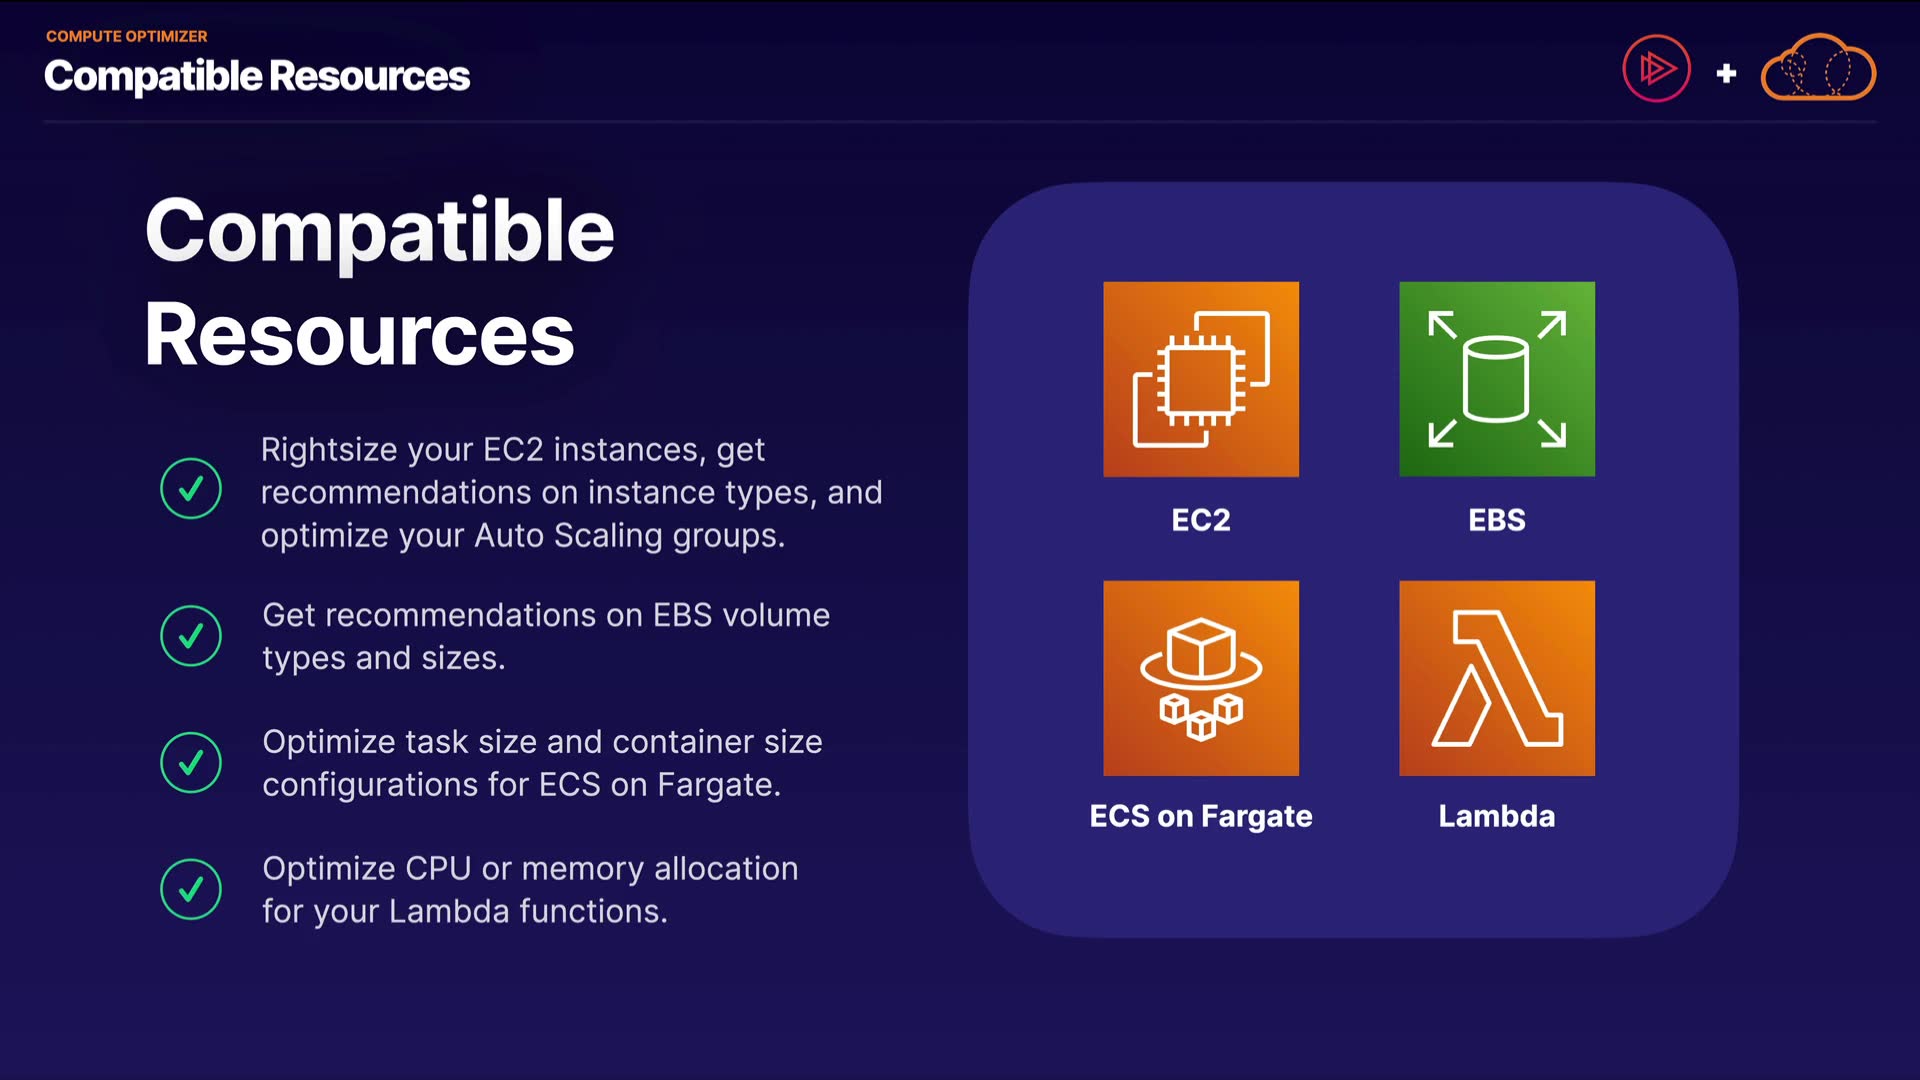 COMPUTE OPTIMIZER
Compatible Resources
Compatible
Resources
Rightsize your EC2 instances, get
recommendations on instance types, and
optimize your Auto Scaling groups.
Get recommendations on EBS volume
types and sizes.
Optimize task size and container size
configurations for ECS on Fargate.
Optimize CPU or memory allocation
for your Lambda functions.
EC2
EBS
ECS on Fargate
Lambda